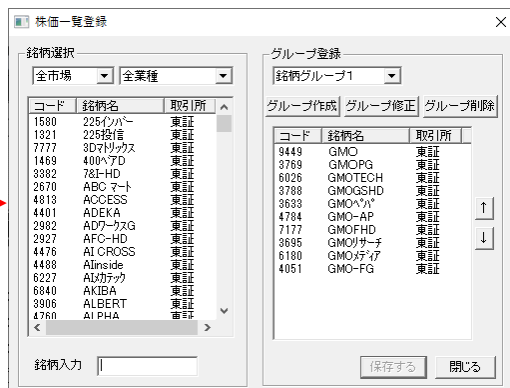 株価一覧登録
銘柄選択
全市場 全業種
コード 銘柄名 取引所
1580 225インバー 東証
1321 225投信 東証
7777 3Dマトリックス 東証
1469 400ベアD 東証
3382 7&I-HD 東証
2670 ABC マート 東証
4813 ACCESS 東証
4401 ADEKA 東証
2982 ADワークスG 東証
2927 AFC-HD 東証
4476 AI CROSS 東証
4488 AIinside 東証
6227 AIメカテック 東証
6840 AKIBA 東証
3906 ALBERT 東証
4760 ALPHA 東証
銘柄入力
グループ登録
銘柄グループ1
グループ作成 グループ修正 グループ削除
コード 銘柄名 取引所
9449 GMO 東証
3769 GMOPG 東証
6026 GMOTECH 東証
3788 GMOGSHD 東証
3633 GMOペパ 東証
4784 GMO-AP 東証
7177 GMOFHD 東証
3695 GMOリサーチ 東証
6180 GMOメディア 東証
4051 GMO-FG 東証
↑
↓
保存する 閉じる